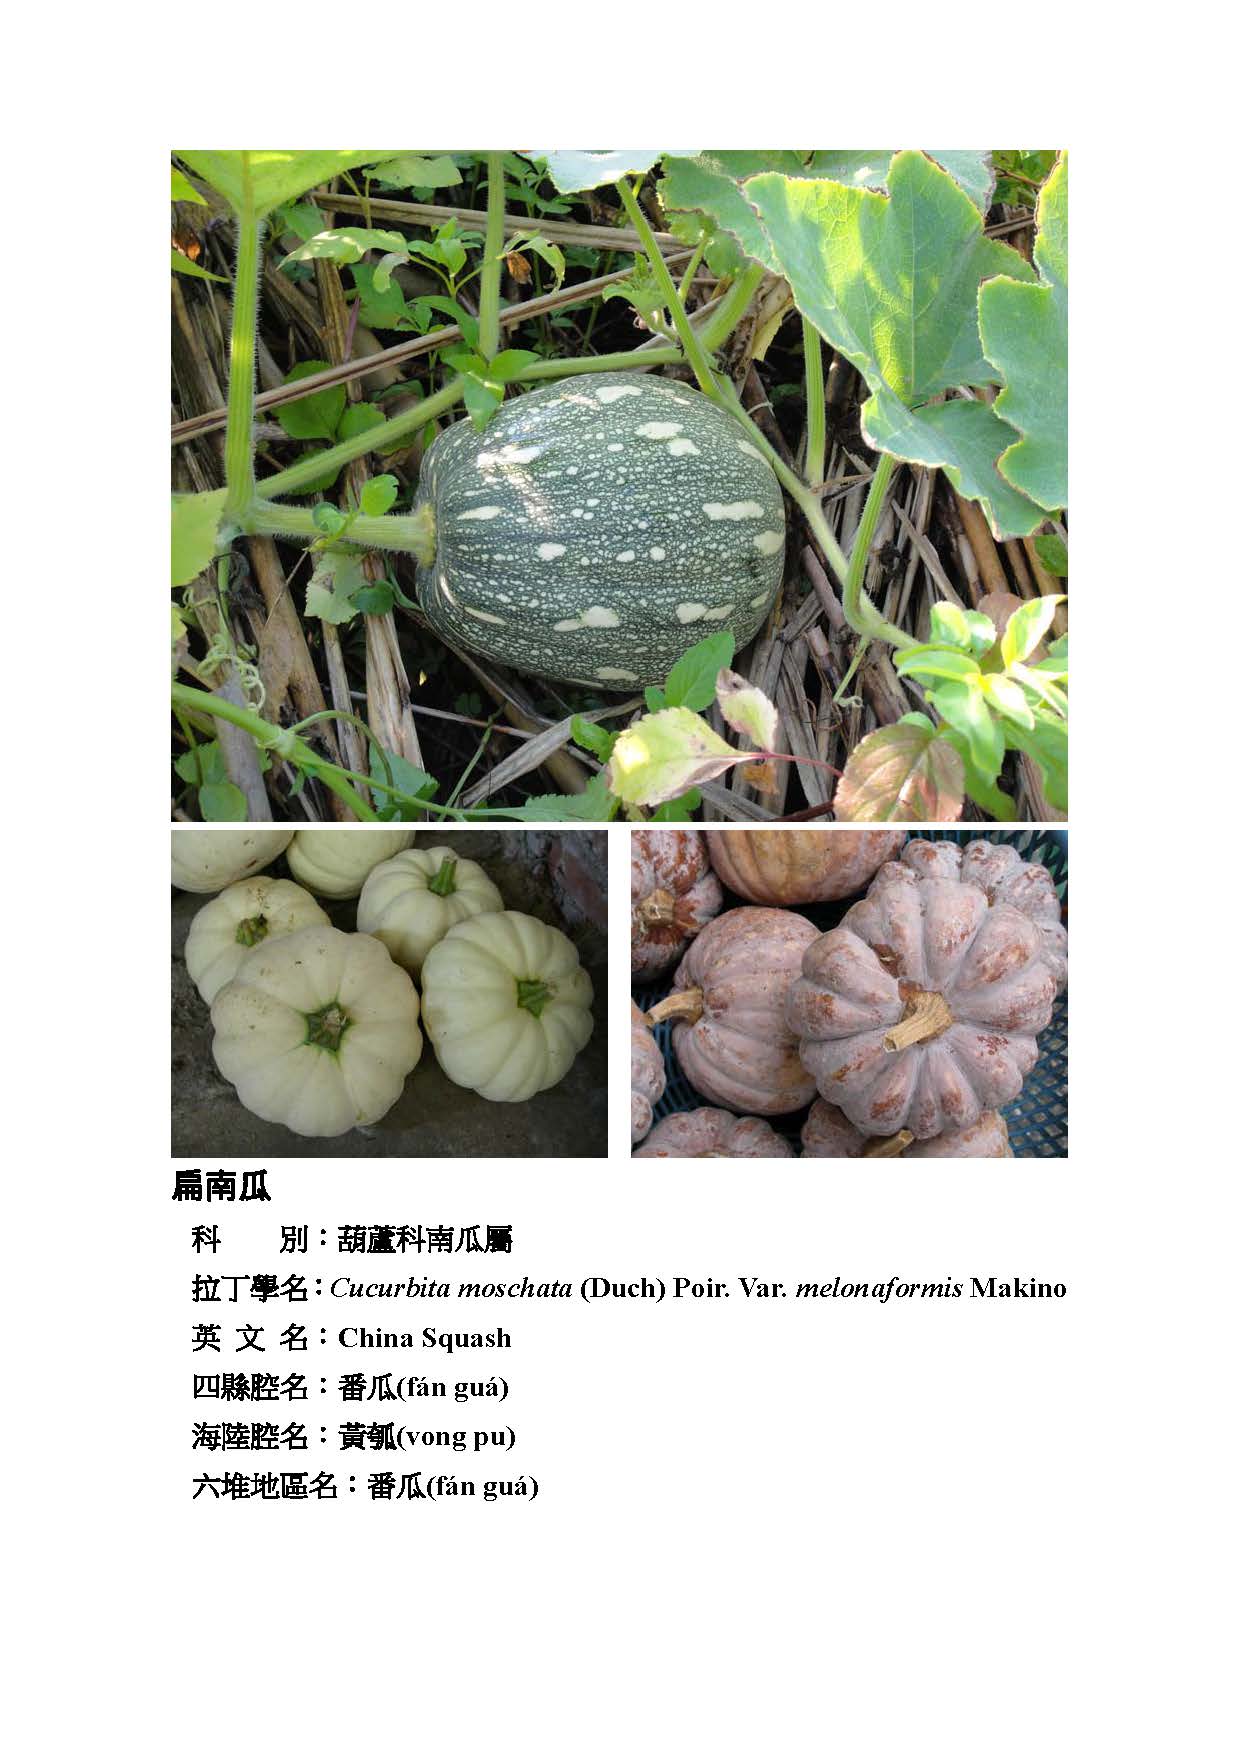 扁南瓜
科　　別：葫蘆科南瓜屬
拉丁學名：Cucurbita moschata (Duch) Poir. Var. melonaformis Makino
英 文 名：China Squash
四縣腔名：番瓜(fán guá)
海陸腔名：黃瓠(vong pu)
六堆地區名：番瓜(fán guá)